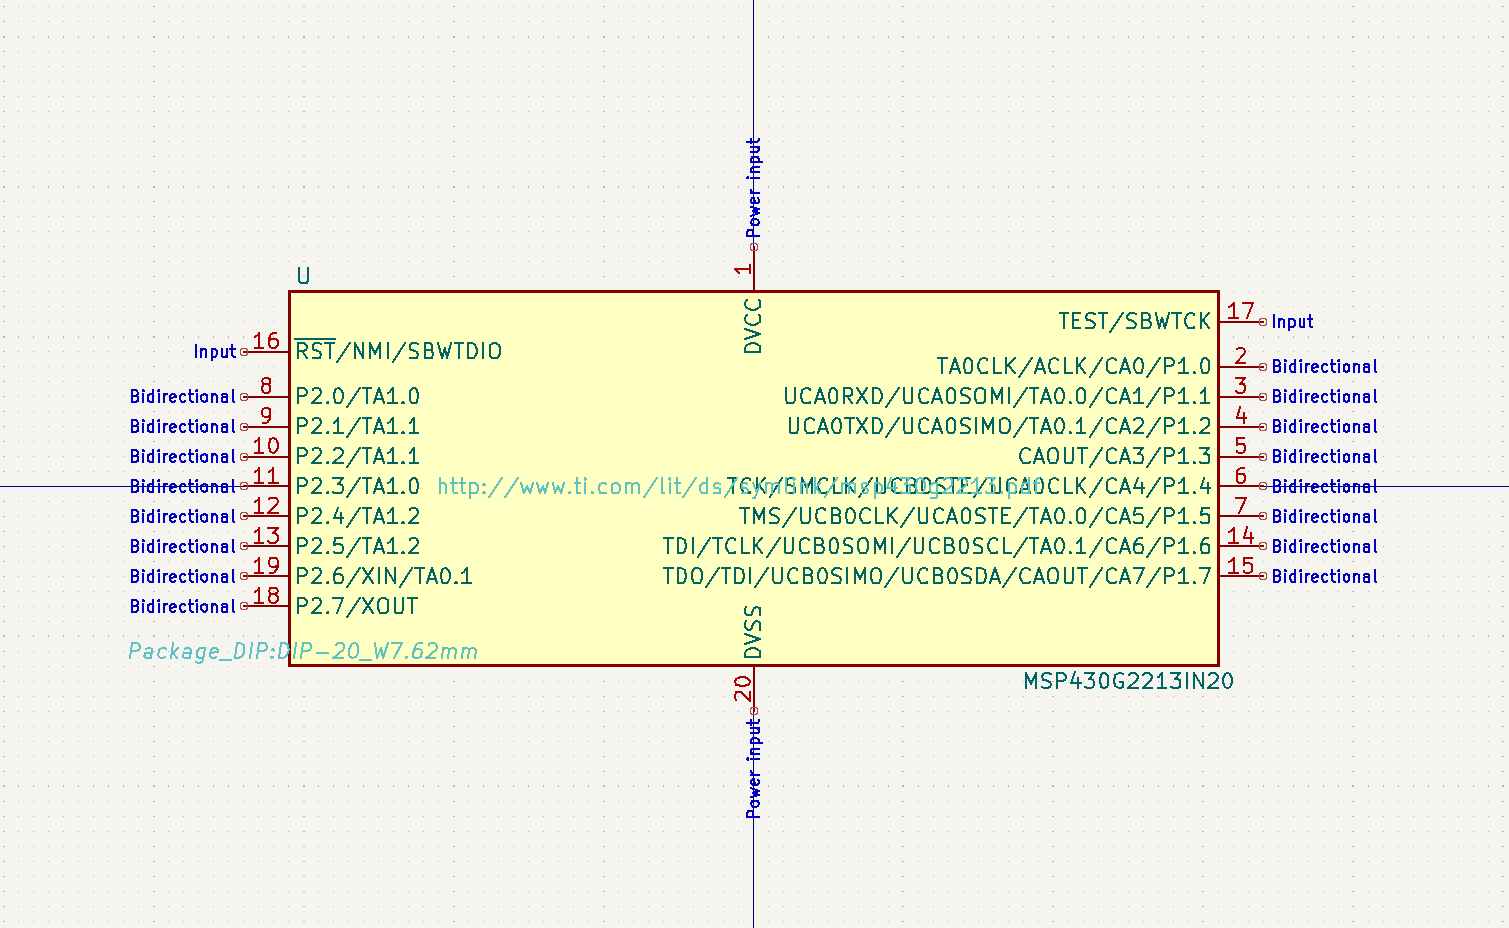 Power input
1
U
DVCC
TEST/SBWTCK 17 Input
Input 16 RST/NMI/SBWTDIO
TA0CLK/ACLK/CA0/P1.0 2 Bidirectional
Bidirectional 8 P2.0/TA1.0
UCA0RXD/UCA0SOMI/TA0.0/CA1/P1.1 3 Bidirectional
Bidirectional 9 P2.1/TA1.1
UCA0TXD/UCA0SIMO/TA0.1/CA2/P1.2 4 Bidirectional
Bidirectional 10 P2.2/TA1.1
CAOUT/CA3/P1.3 5 Bidirectional
Bidirectional 11 P2.3/TA1.0
http://www.ti.com/lit/ds/symlink/msp430g2213.pdf
TCK/SMCLK/UCB0STE/UCA0CLK/CA4/P1.4 6 Bidirectional
Bidirectional 12 P2.4/TA1.2
TMS/UCB0CLK/UCA0STE/TA0.0/CA5/P1.5 7 Bidirectional
Bidirectional 13 P2.5/TA1.2
TDI/TCLK/UCB0SOMI/UCB0SCL/TA0.1/CA6/P1.6 14 Bidirectional
Bidirectional 19 P2.6/XIN/TA0.1
TDO/TDI/UCB0SIMO/UCB0SDA/CAOUT/CA7/P1.7 15 Bidirectional
Bidirectional 18 P2.7/XOUT
DVSS
Package_DIP:DIP-20_W7.62mm
MSP430G2213IN20
20
Power input